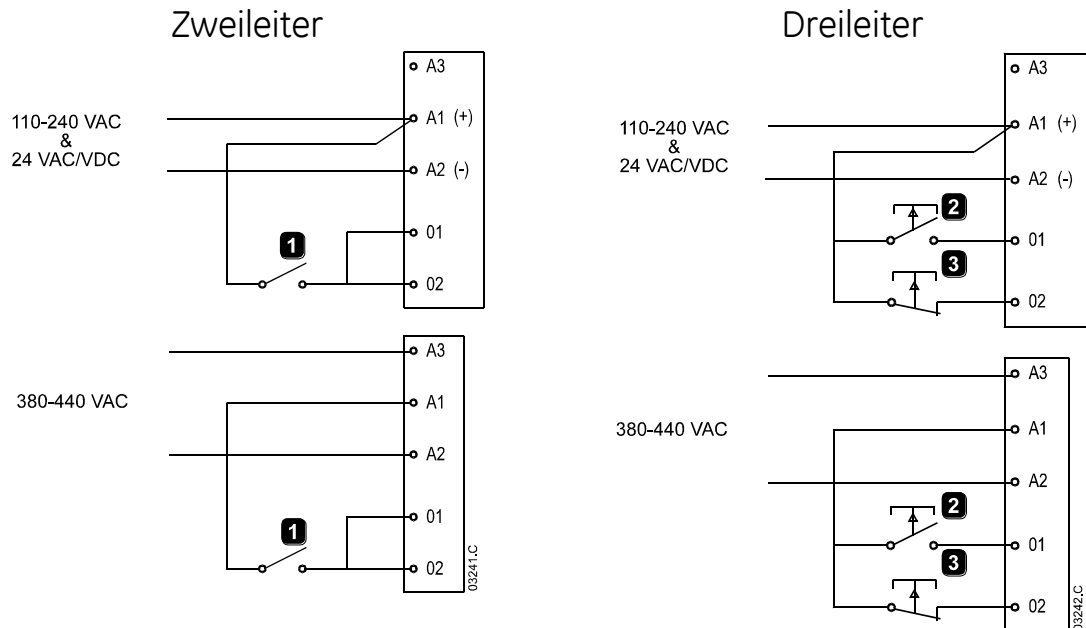 Zweileiter
110-240 VAC
&
24 VAC/VDC
A3
A1 (+)
A2 (-)
01
02
1
380-440 VAC
A3
A1
A2
01
02
1
03241.C
Dreileiter
110-240 VAC
&
24 VAC/VDC
A3
A1 (+)
A2 (-)
2
01
3
02
380-440 VAC
A3
A1
A2
2
01
3
02
03242.C